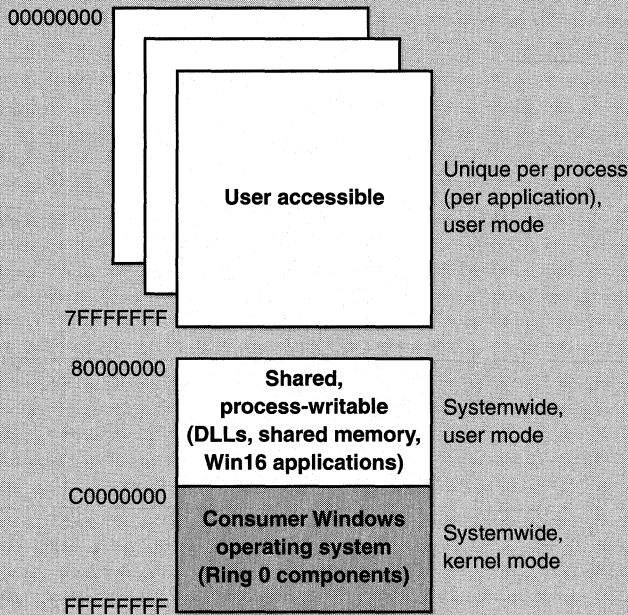 00000000
User accessible
Unique per process
(per application),
user mode
7FFFFFFF
80000000
Shared,
process-writable
(DLLs, shared memory,
Win16 applications)
Systemwide,
user mode
C0000000
Consumer Windows
operating system
(Ring 0 components)
Systemwide,
kernel mode
FFFFFFFF